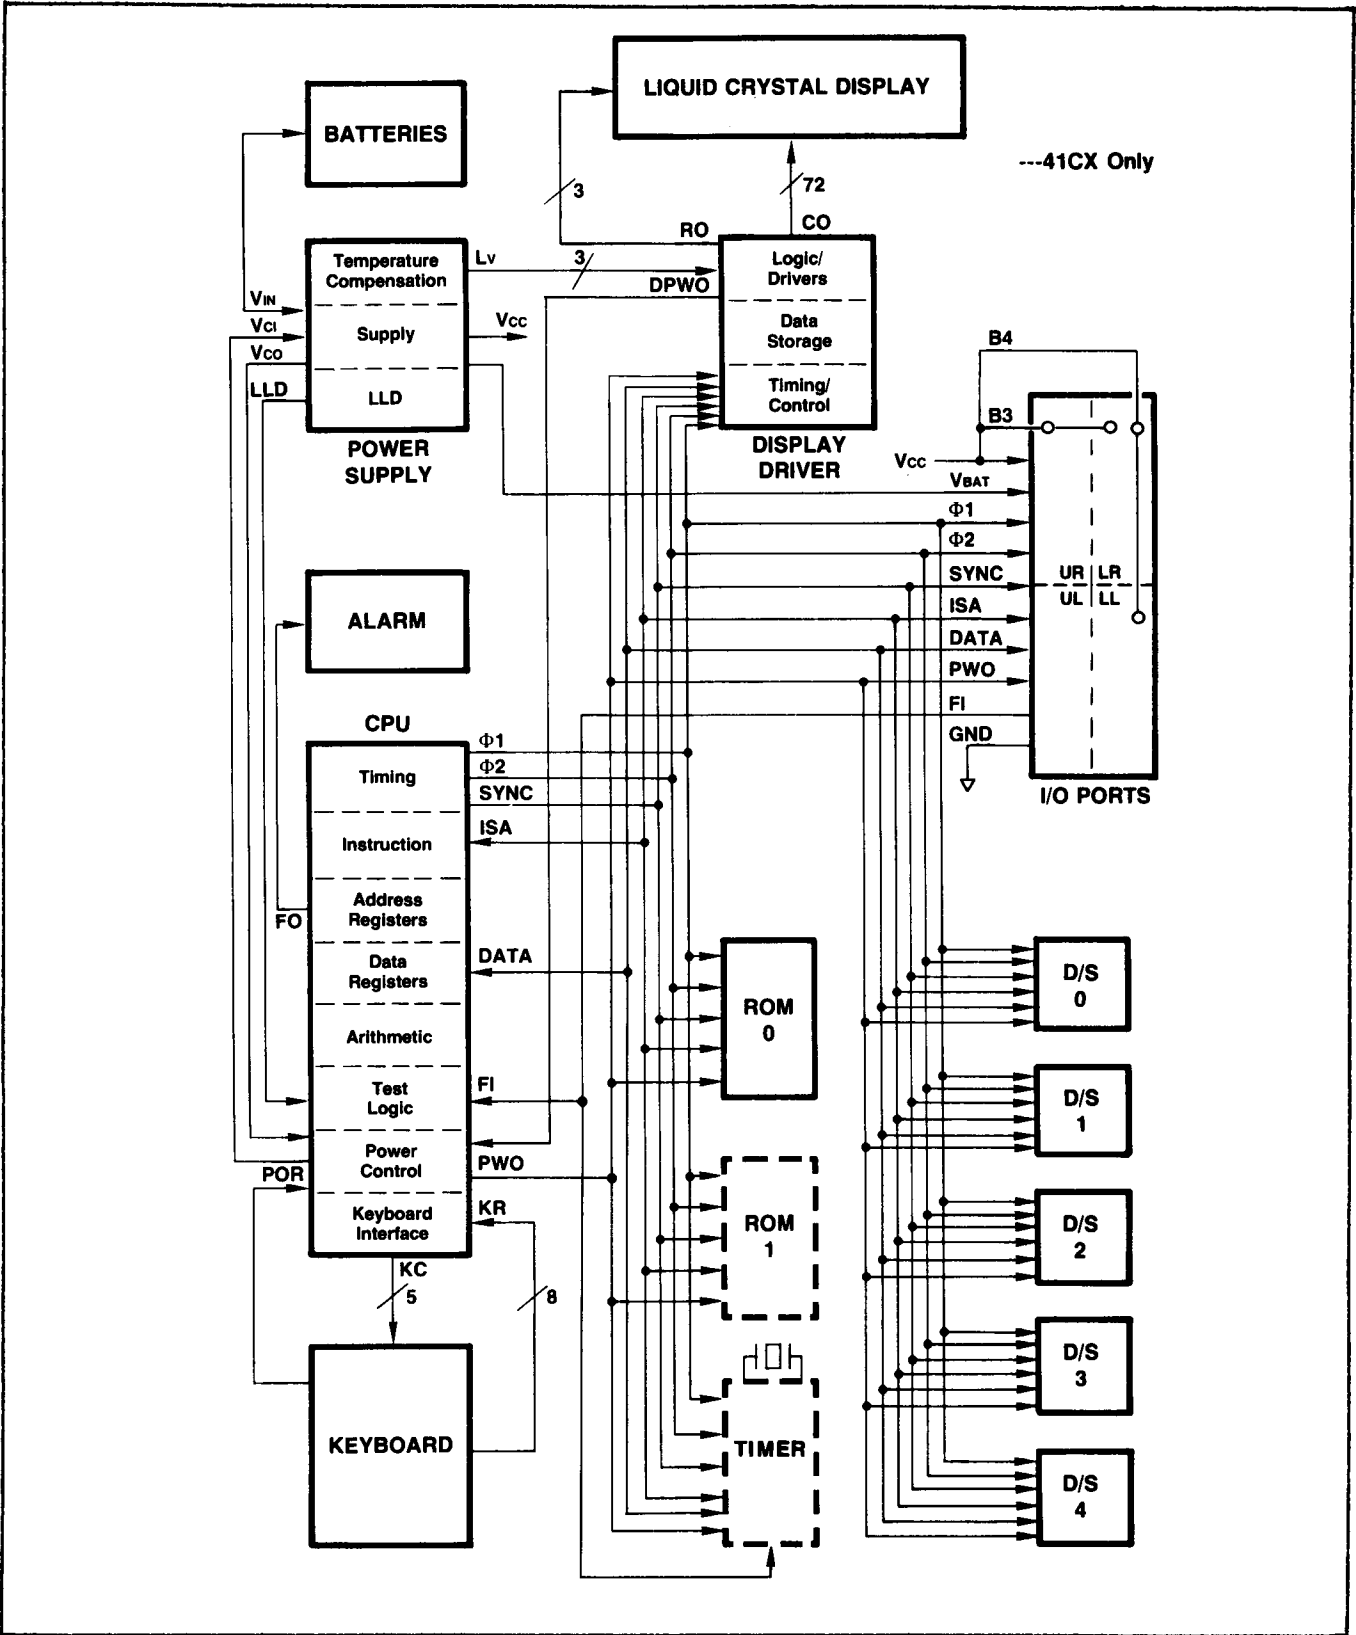 LIQUID CRYSTAL DISPLAY
BATTERIES
---41CX Only
3
72
RO
CO
Temperature
Compensation
Lv
3
Logic/
Drivers
DPWO
VIN
VCI
Supply
Vcc
Data
Storage
VCO
LLD
LLD
Timing/
Control
B4
B3
POWER
SUPPLY
DISPLAY
DRIVER
Vcc
VBAT
Φ1
Φ2
SYNC
UR
LR
UL
LL
ISA
DATA
PWO
FI
GND
I/O PORTS
ALARM
CPU
Φ1
Φ2
Timing
SYNC
ISA
Instruction
Address
Registers
FO
DATA
Data
Registers
Arithmetic
FI
Test
Logic
Power
Control
POR
PWO
KR
Keyboard
Interface
KC
5
8
KEYBOARD
ROM
0
ROM
1
TIMER
D/S
0
D/S
1
D/S
2
D/S
3
D/S
4